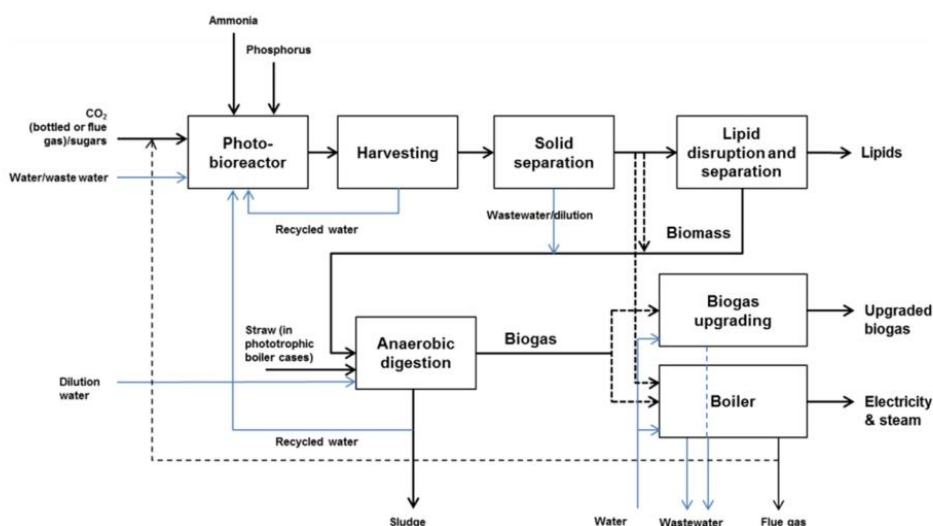 Ammonia
Phosphorus
CO₂
(bottled or flue
gas)/sugars
Water/waste water
Photo-
bioreactor
Harvesting
Solid
separation
Lipid
disruption and
separation
Lipids
Recycled water
Wastewater/dilution
Biomass
Straw (in
phototrophic
boiler cases)
Anaerobic
digestion
Biogas
Biogas
upgrading
Upgraded
biogas
Dilution
water
Boiler
Electricity
& steam
Recycled water
Sludge
Water
Wastewater
Flue gas